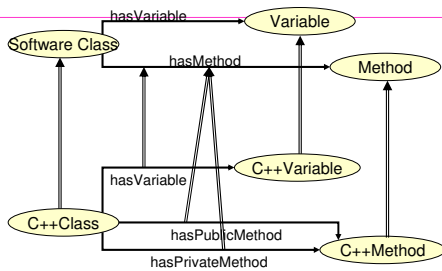 hasVariable
Variable
Software Class
hasMethod
Method
C++Variable
hasVariable
C++Class
hasPublicMethod
C++Method
hasPrivateMethod